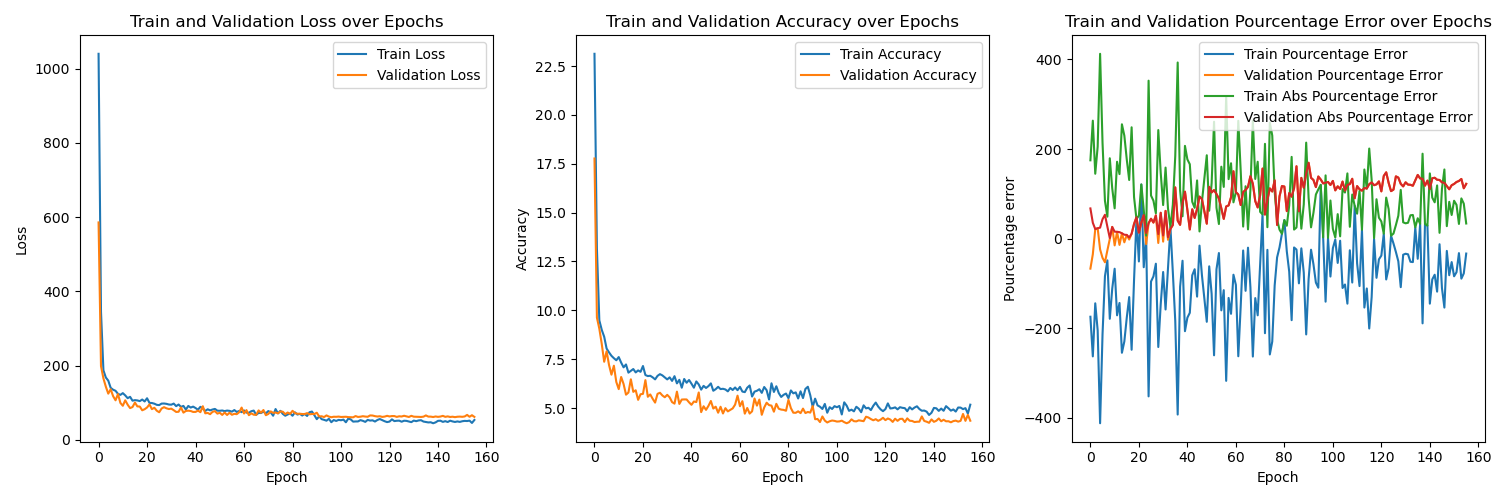 Train and Validation Loss over Epochs
Train Loss
Validation Loss
Loss
1000
800
600
400
200
0
0 20 40 60 80 100 120 140 160
Epoch
Train and Validation Accuracy over Epochs
Train Accuracy
Validation Accuracy
Accuracy
22.5
20.0
17.5
15.0
12.5
10.0
7.5
5.0
0 20 40 60 80 100 120 140 160
Epoch
Train and Validation Pourcentage Error over Epochs
Train Pourcentage Error
Validation Pourcentage Error
Train Abs Pourcentage Error
Validation Abs Pourcentage Error
Pourcentage error
400
200
0
−200
−400
0 20 40 60 80 100 120 140 160
Epoch